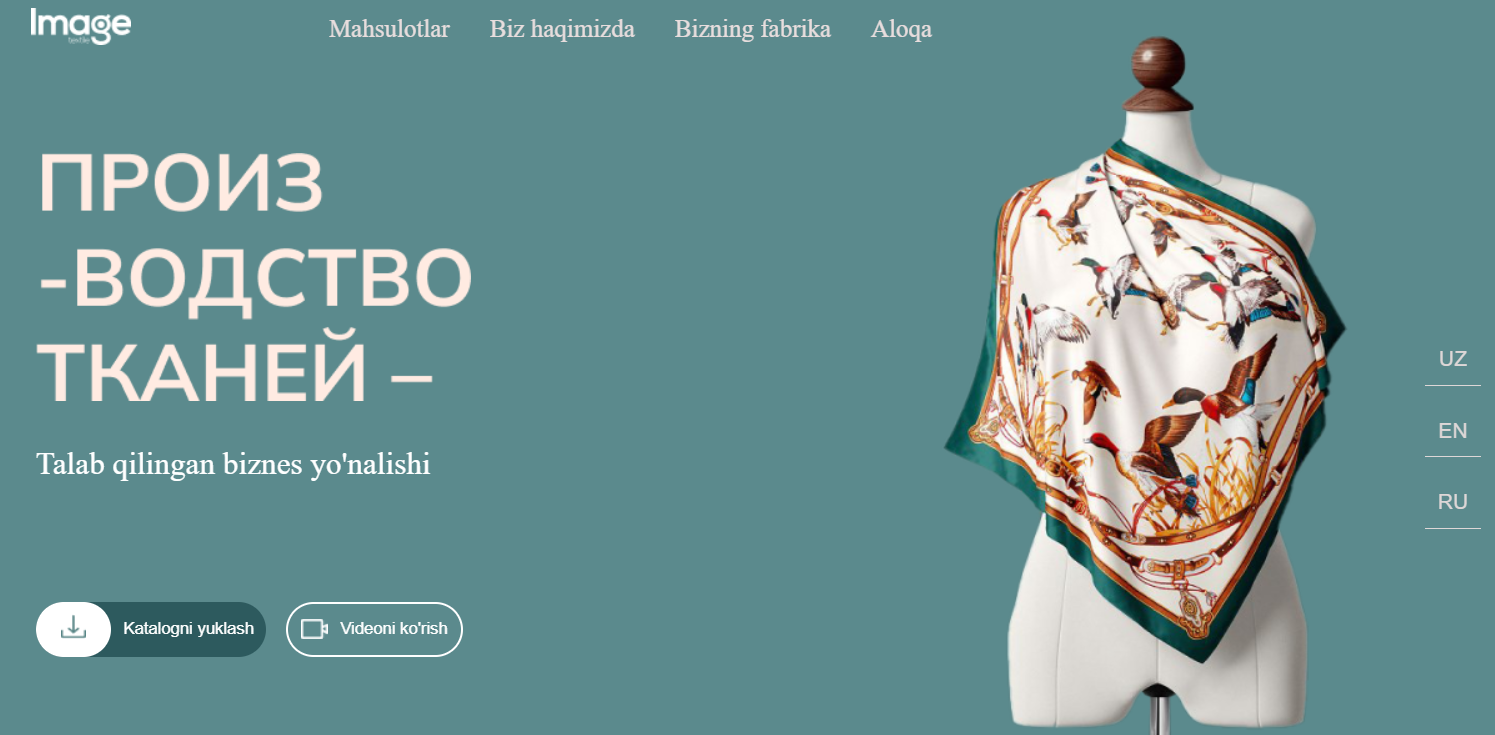 Image
textile
Mahsulotlar
Biz haqimizda
Bizning fabrika
Aloqa
ПРОИЗ
-ВОДСТВО
ТКАНЕЙ –
Talab qilingan biznes yo'nalishi
UZ
EN
RU
Katalogni yuklash
Videoni ko'rish